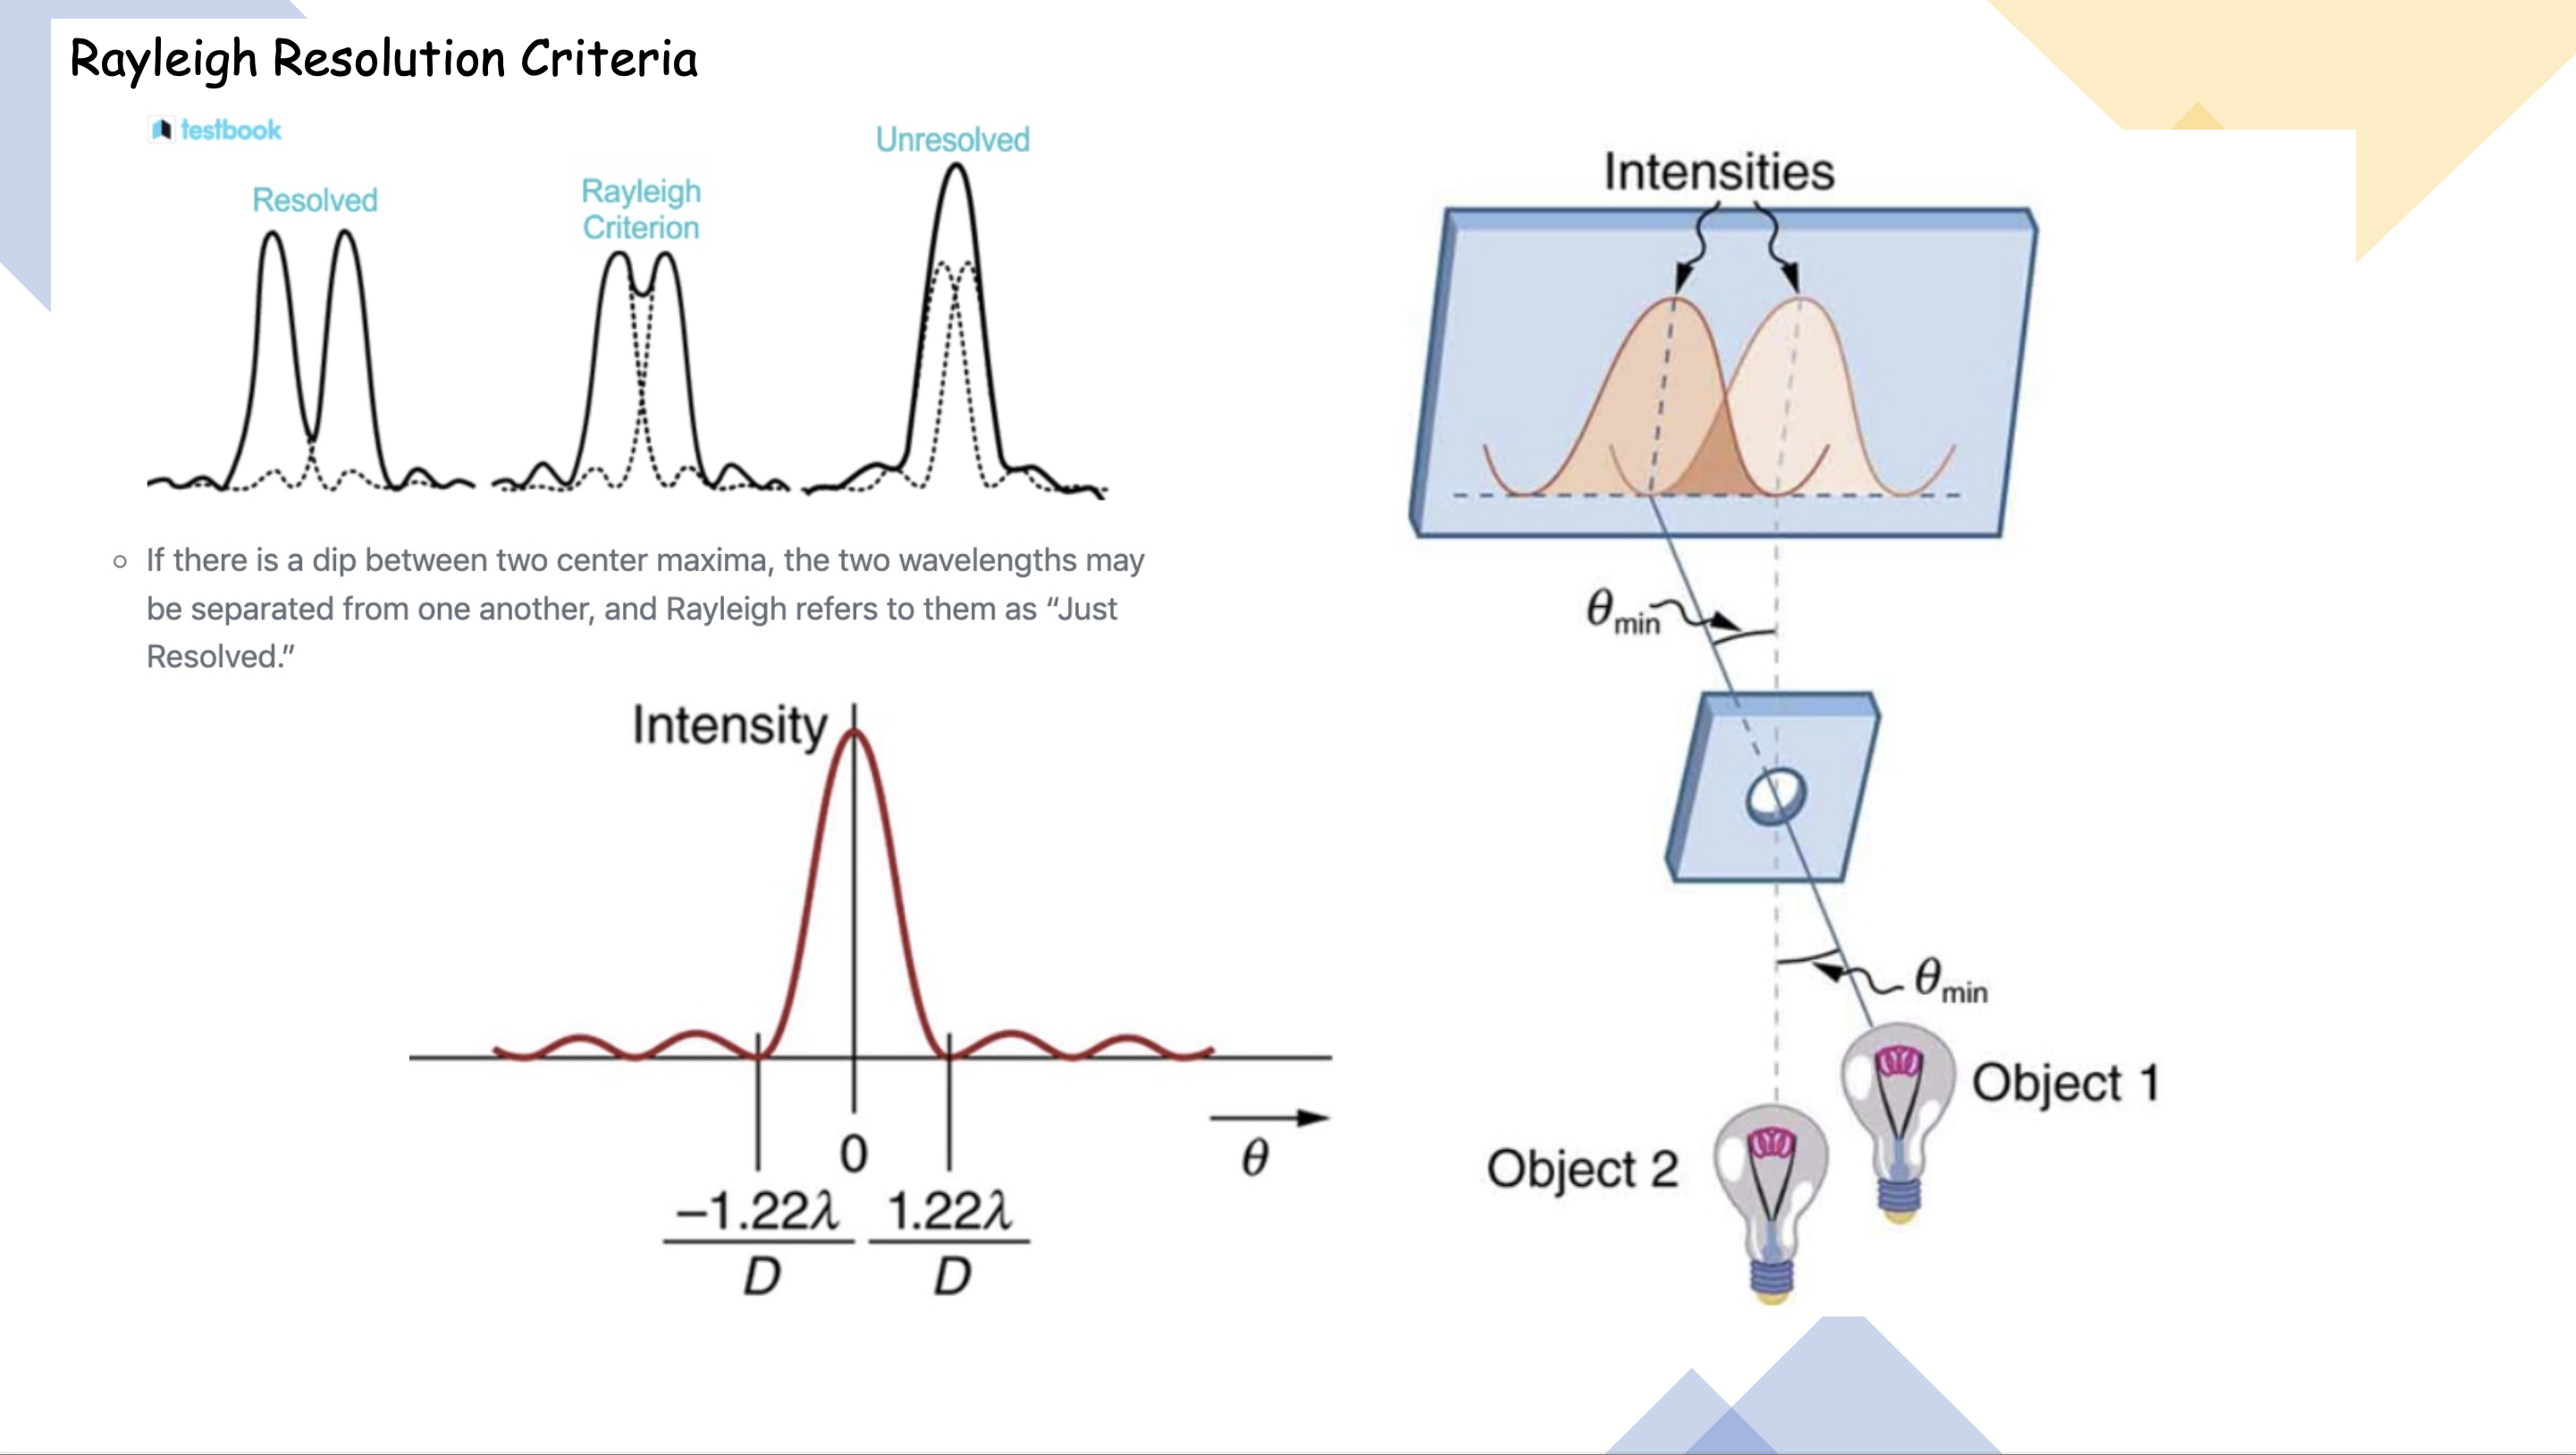 Rayleigh Resolution Criteria
testbook
Resolved
Rayleigh
Criterion
Unresolved
If there is a dip between two center maxima, the two wavelengths may
be separated from one another, and Rayleigh refers to them as “Just
Resolved.”
Intensity
0
θ
−1.22λ
D
1.22λ
D
Intensities
θmin
θmin
Object 1
Object 2